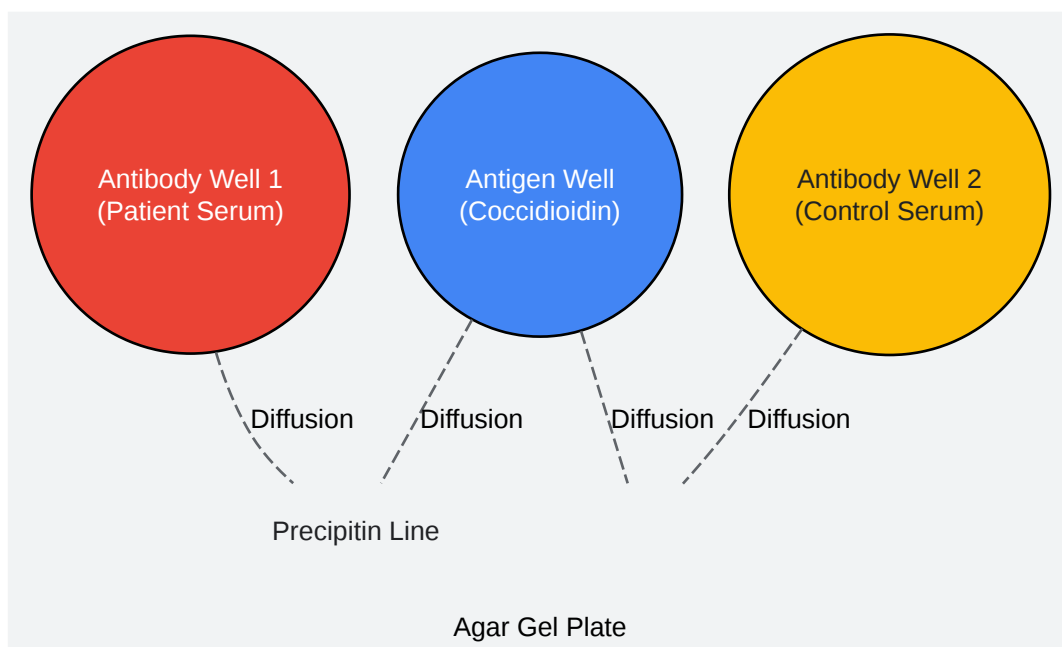 Antibody Well 1
(Patient Serum)
Antigen Well
(Coccidioidin)
Antibody Well 2
(Control Serum)
Diffusion
Diffusion
Diffusion
Diffusion
Precipitin Line
Agar Gel Plate